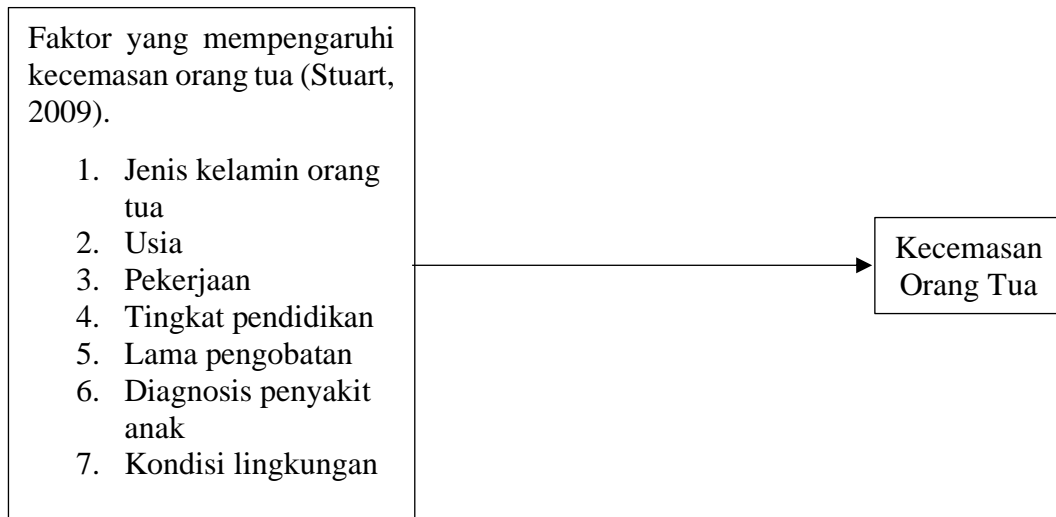 Faktor yang mempengaruhi
kecemasan orang tua (Stuart,
2009).
1. Jenis kelamin orang
tua
2. Usia
3. Pekerjaan
4. Tingkat pendidikan
5. Lama pengobatan
6. Diagnosis penyakit
anak
7. Kondisi lingkungan
Kecemasan
Orang Tua